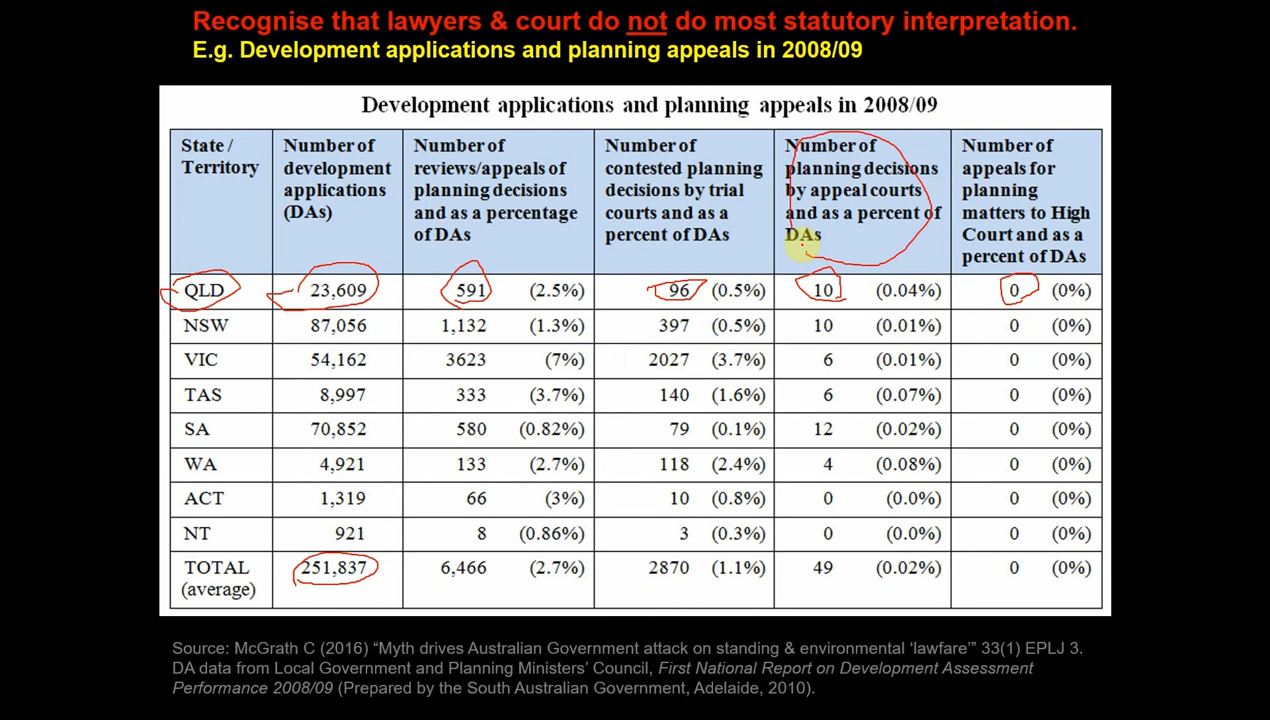 Recognise that lawyers & court do not do most statutory interpretation.
E.g. Development applications and planning appeals in 2008/09
Development applications and planning appeals in 2008/09
State / Territory | Number of development applications (DAs) | Number of reviews/appeals of planning decisions and as a percentage of DAs | Number of contested planning decisions by trial courts and as a percent of DAs | Number of planning decisions by appeal courts and as a percent of DAs | Number of appeals for planning matters to High Court and as a percent of DAs
QLD 23,609 591 (2.5%) 96 (0.5%) 10 (0.04%) 0 (0%)
NSW 87,056 1,132 (1.3%) 397 (0.5%) 10 (0.01%) 0 (0%)
VIC 54,162 3623 (7%) 2027 (3.7%) 6 (0.01%) 0 (0%)
TAS 8,997 333 (3.7%) 140 (1.6%) 6 (0.07%) 0 (0%)
SA 70,852 580 (0.82%) 79 (0.1%) 12 (0.02%) 0 (0%)
WA 4,921 133 (2.7%) 118 (2.4%) 4 (0.08%) 0 (0%)
ACT 1,319 66 (3%) 10 (0.8%) 0 (0.0%) 0 (0%)
NT 921 8 (0.86%) 3 (0.3%) 0 (0.0%) 0 (0%)
TOTAL (average) 251,837 6,466 (2.7%) 2870 (1.1%) 49 (0.02%) 0 (0%)
Source: McGrath C (2016) “Myth drives Australian Government attack on standing & environmental ‘lawfare’” 33(1) EPLJ 3.
DA data from Local Government and Planning Ministers’ Council, First National Report on Development Assessment
Performance 2008/09 (Prepared by the South Australian Government, Adelaide, 2010).